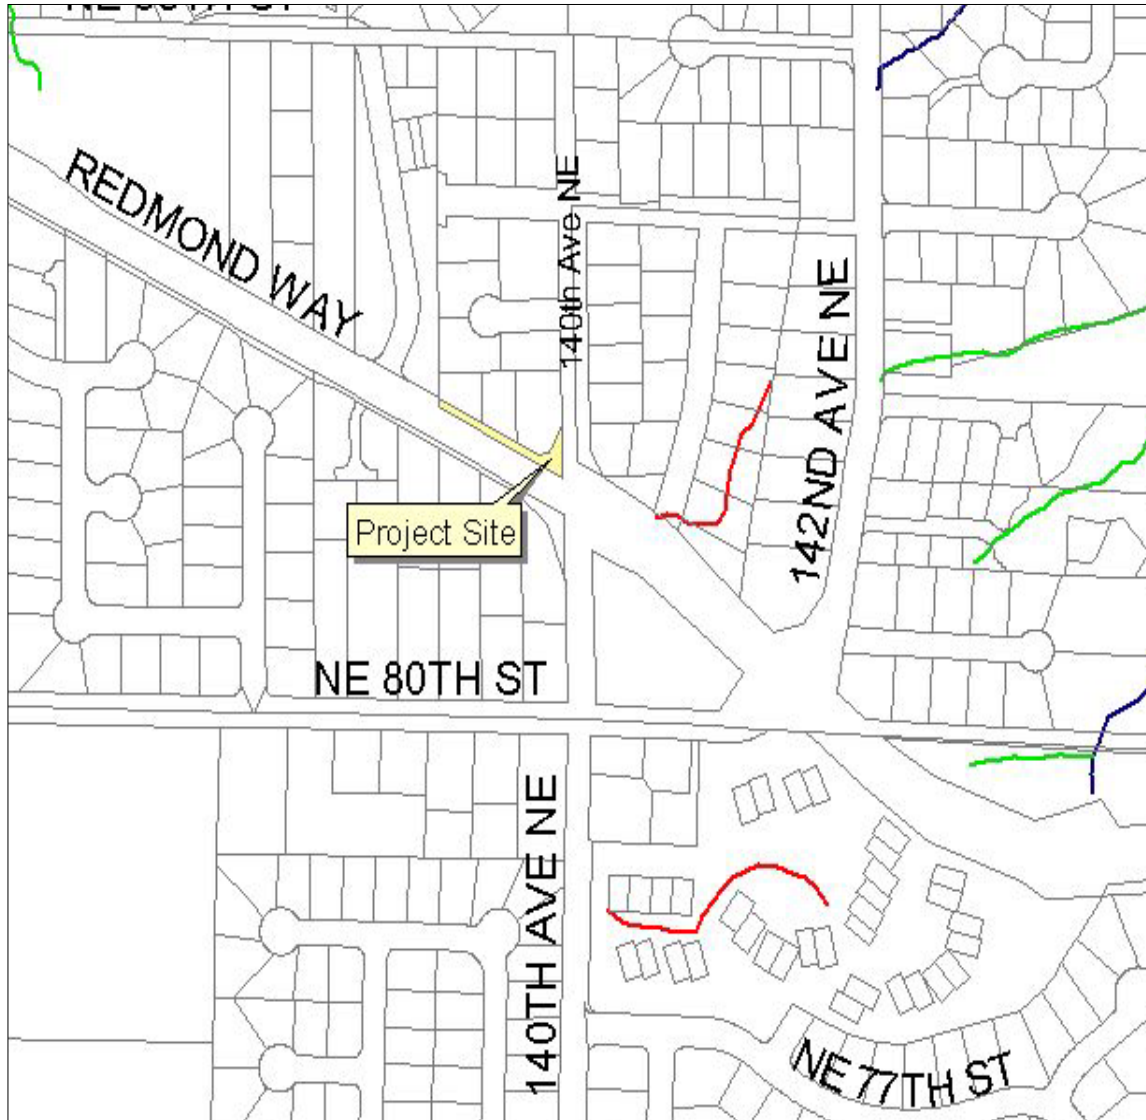 REDMOND WAY
140th Ave NE
142ND AVE NE
Project Site
NE 80TH ST
140TH AVE NE
NE 77TH ST